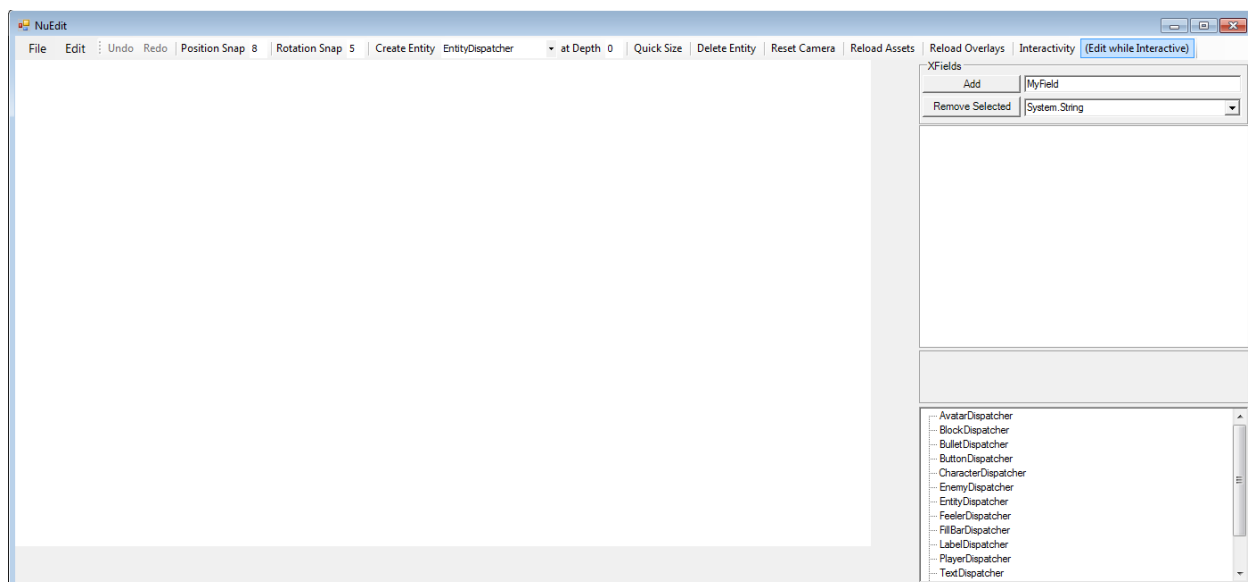 NuEdit
File Edit Undo Redo Position Snap 8 Rotation Snap 5 Create Entity EntityDispatcher at Depth 0 Quick Size Delete Entity Reset Camera Reload Assets Reload Overlays Interactivity (Edit while Interactive)
XFields
Add MyField
Remove Selected System.String
AvatarDispatcher
BlockDispatcher
BulletDispatcher
ButtonDispatcher
CharacterDispatcher
EnemyDispatcher
EntityDispatcher
FeelerDispatcher
FillBarDispatcher
LabelDispatcher
PlayerDispatcher
TextDispatcher